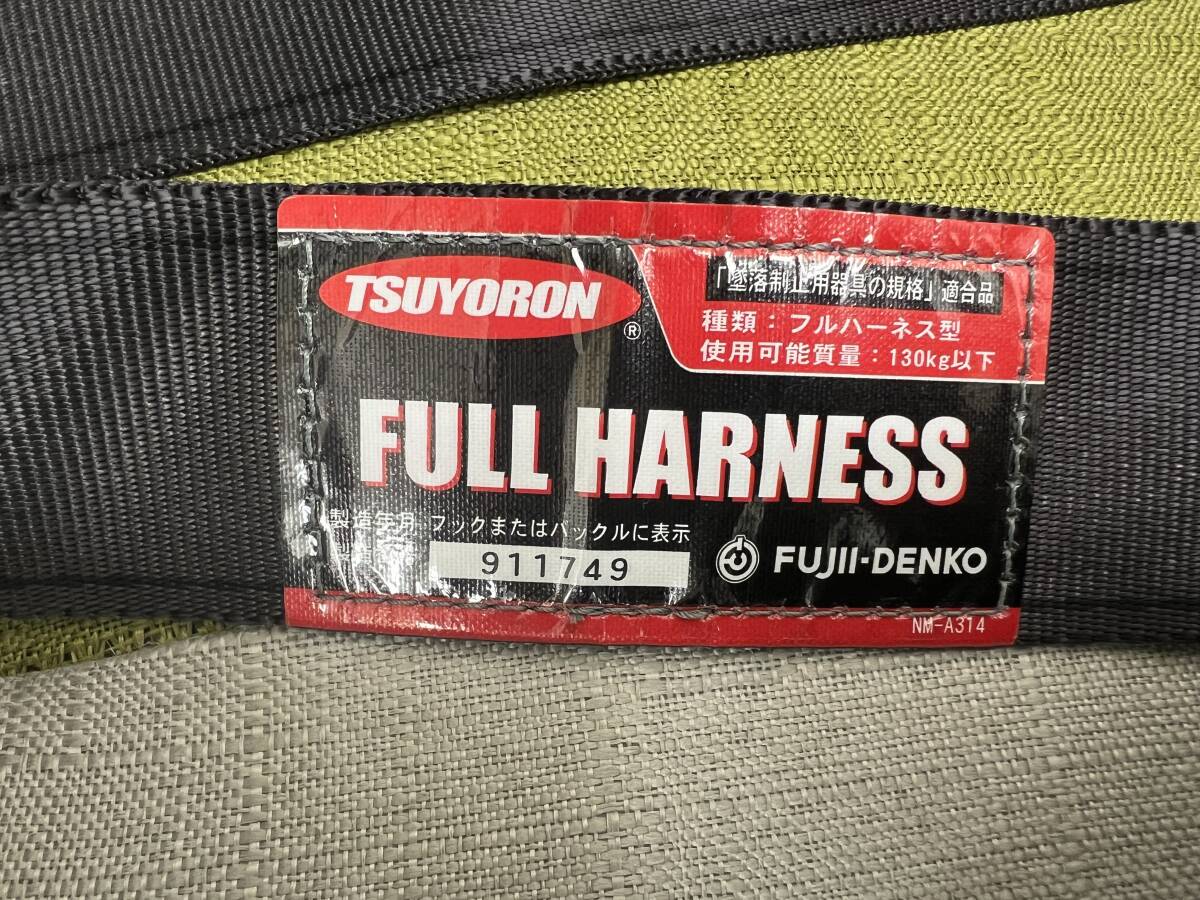 TSUYORON
®
「墜落制止用器具の規格」適合品
種類：フルハーネス型
使用可能質量：130kg以下
FULL HARNESS
製造年月 フックまたはバックルに表示
製造
911749
FUJII-DENKO
NM-A314